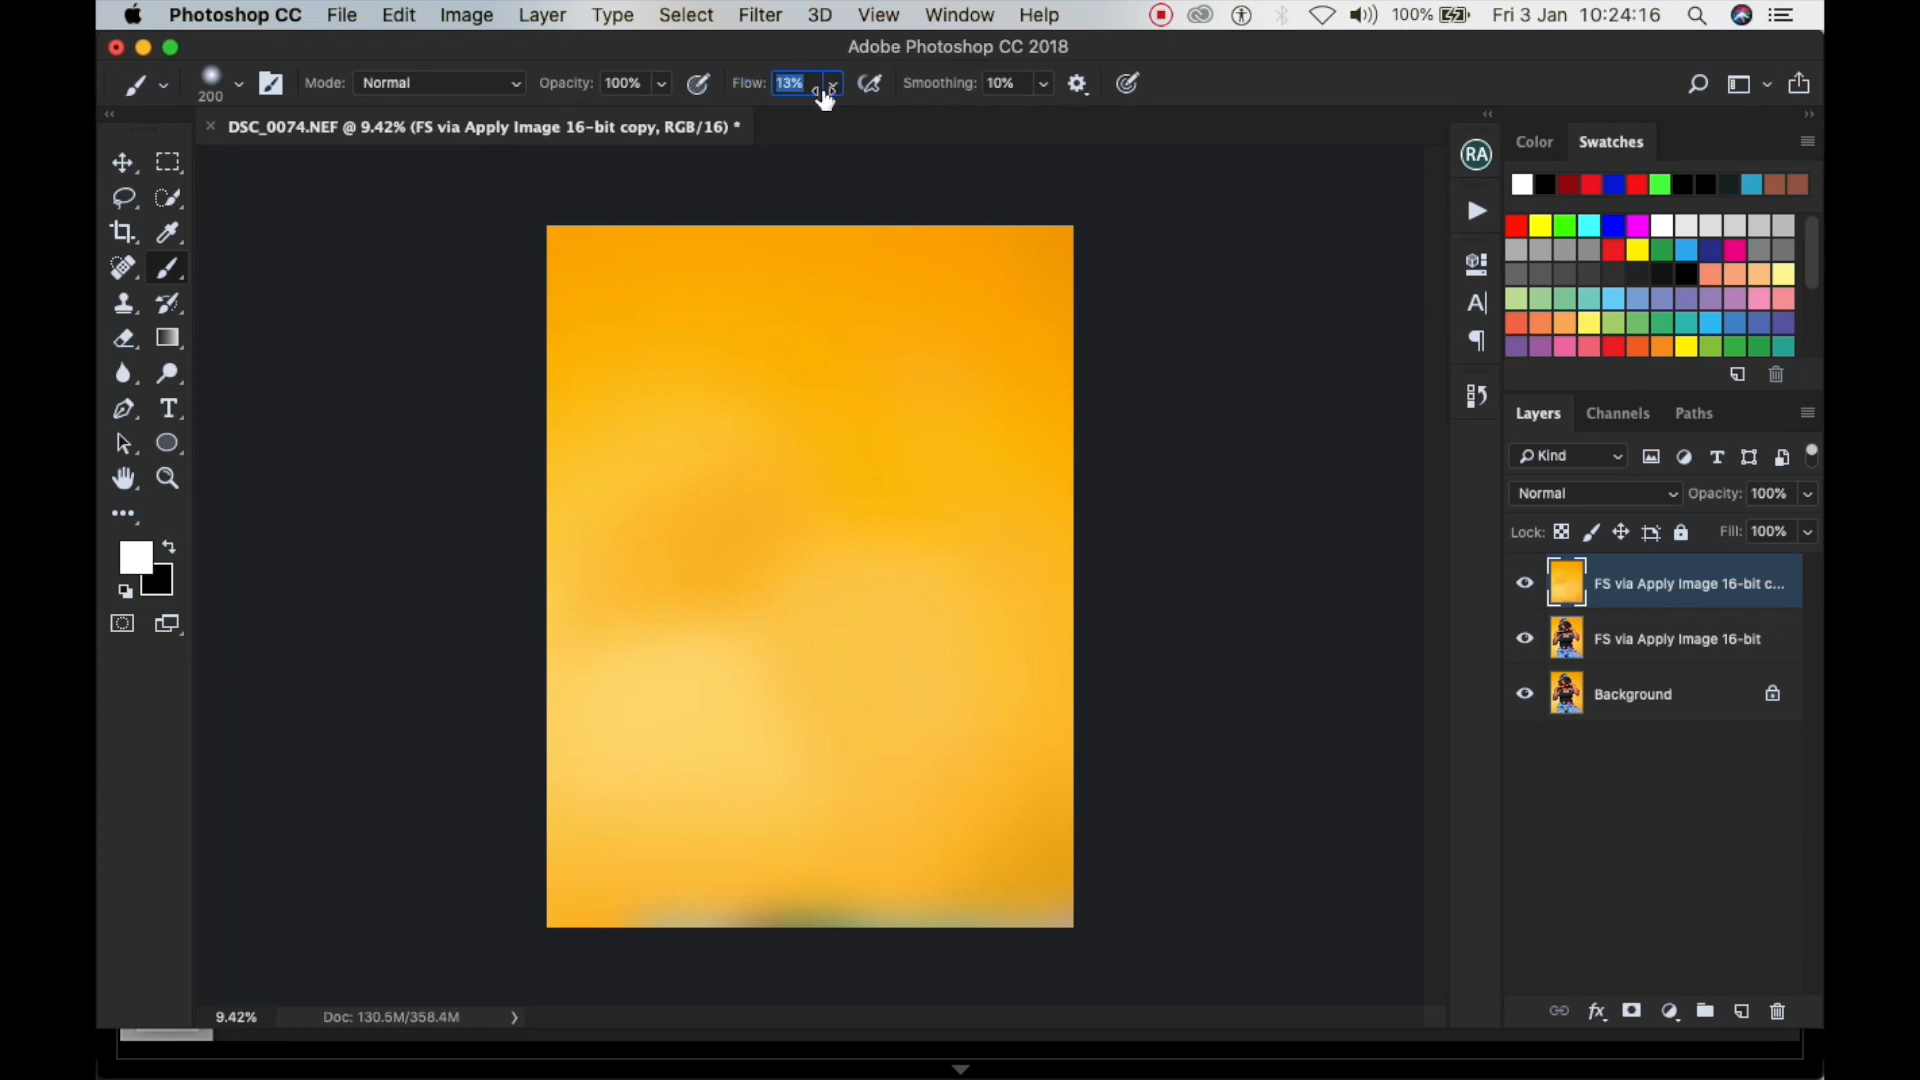 Photoshop CC File Edit Image Layer Type Select Filter 3D View Window Help 100% Fri 3 Jan 10:24:16
Adobe Photoshop CC 2018
200 Mode: Normal Opacity: 100% Flow: 13% Smoothing: 10%
DSC_0074.NEF @ 9.42% (FS via Apply Image 16-bit copy, RGB/16) *
RA
Color Swatches
Layers Channels Paths
Kind
Normal Opacity: 100%
Lock: Fill: 100%
FS via Apply Image 16-bit c...
FS via Apply Image 16-bit
Background
fx
9.42% Doc: 130.5M/358.4M